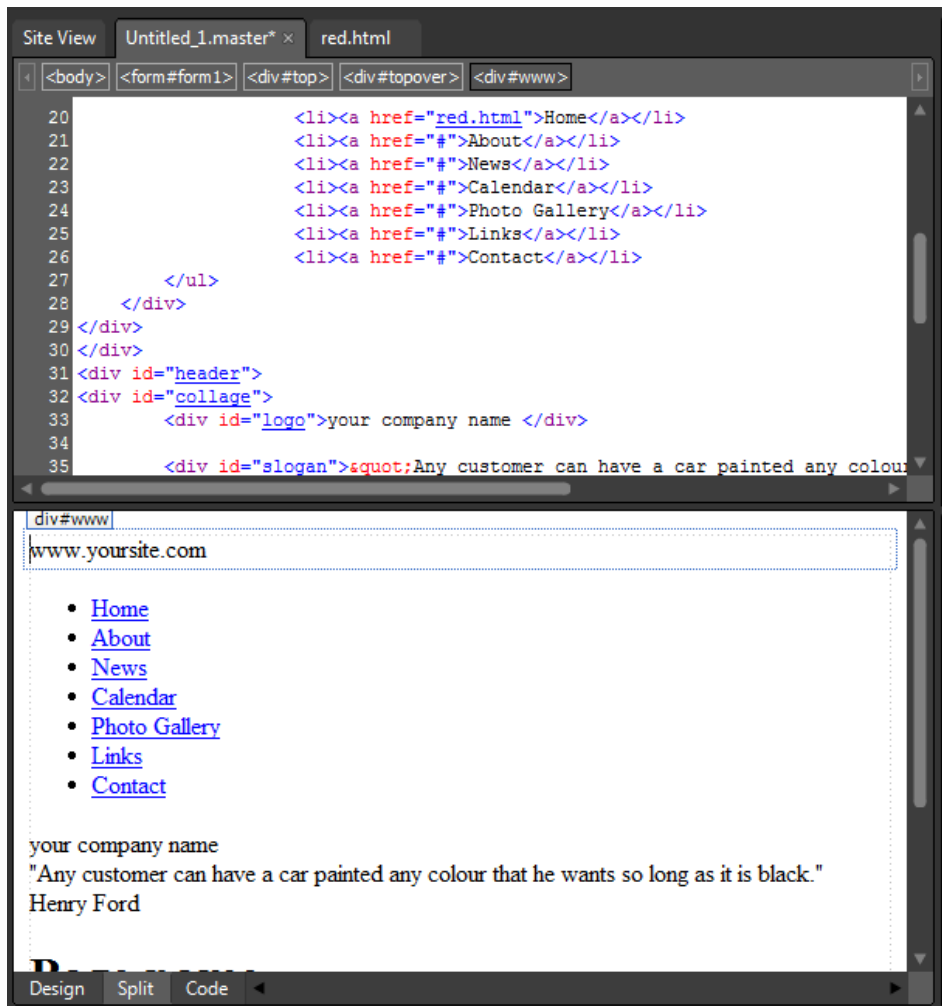 Site View Untitled_1.master* × red.html
<body> <form#form1> <div#top> <div#topover> <div#www>
20 <li><a href="red.html">Home</a></li>
21 <li><a href="#">About</a></li>
22 <li><a href="#">News</a></li>
23 <li><a href="#">Calendar</a></li>
24 <li><a href="#">Photo Gallery</a></li>
25 <li><a href="#">Links</a></li>
26 <li><a href="#">Contact</a></li>
27 </ul>
28 </div>
29 </div>
30 </div>
31 <div id="header">
32 <div id="collage">
33 <div id="logo">your company name </div>
34
35 <div id="slogan">&quot;Any customer can have a car painted any colou
div#www
www.yoursite.com
• Home
• About
• News
• Calendar
• Photo Gallery
• Links
• Contact
your company name
"Any customer can have a car painted any colour that he wants so long as it is black."
Henry Ford
Design Split Code